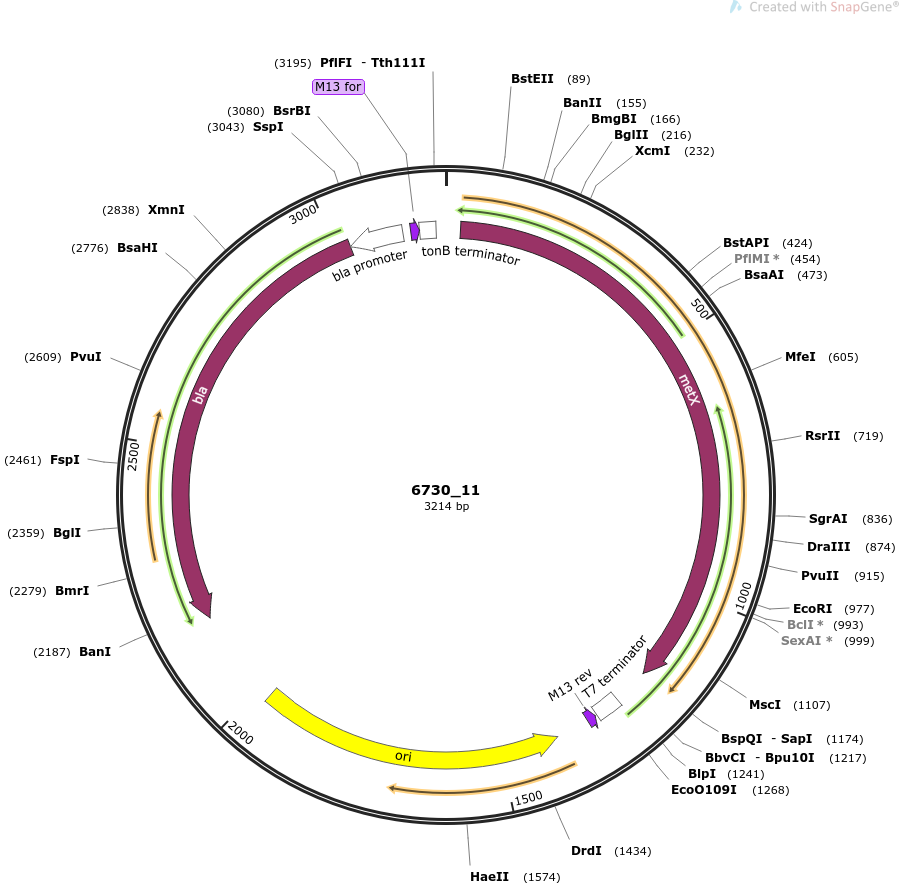 Created with SnapGene®
(3195) PflFI - Tth111I
M13 for
(3080) BsrBI
(3043) SspI
(2838) XmnI
(2776) BsaHI
(2609) PvuI
(2461) FspI
(2359) BglI
(2279) BmrI
(2187) BanI
BstEII (89)
BanII (155)
BmgBI (166)
BglII (216)
XcmI (232)
BstAPI (424)
PflMI * (454)
BsaAI (473)
MfeI (605)
RsrII (719)
SgrAI (836)
DraIII (874)
PvuII (915)
EcoRI (977)
BclI * (993)
SexAI * (999)
MscI (1107)
BspQI - SapI (1174)
BbvCI - Bpu10I (1217)
BlpI (1241)
EcoO109I (1268)
DrdI (1434)
HaeII (1574)
500
1000
1500
2000
2500
3000
bla promoter
tonB terminator
metX
bla
M13 rev
T7 terminator
ori
6730_11
3214 bp